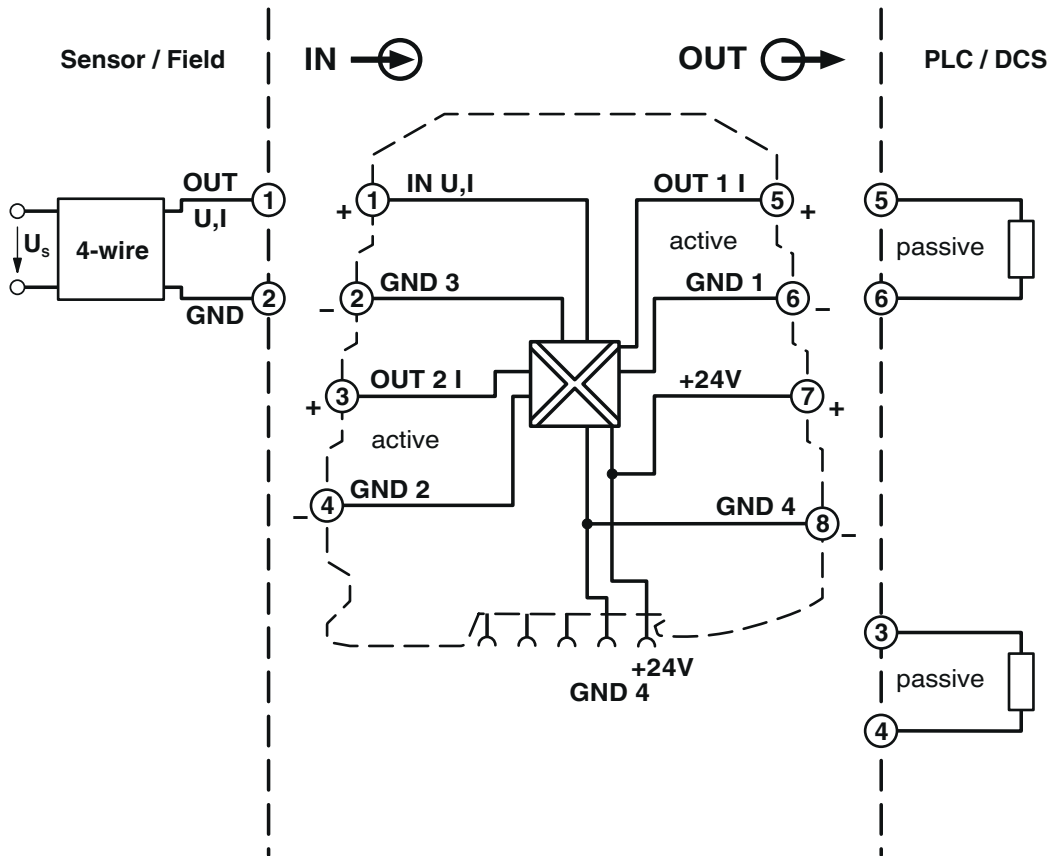 Sensor / Field
IN
OUT
PLC / DCS
OUT
U,I
1
Us
4-wire
GND
2
+ 1 IN U,I
– 2 GND 3
+ 3 OUT 2 I
active
– 4 GND 2
OUT 1 I 5 +
active
GND 1 6 –
+24V 7 +
GND 4 8 –
+24V
GND 4
5
passive
6
3
passive
4